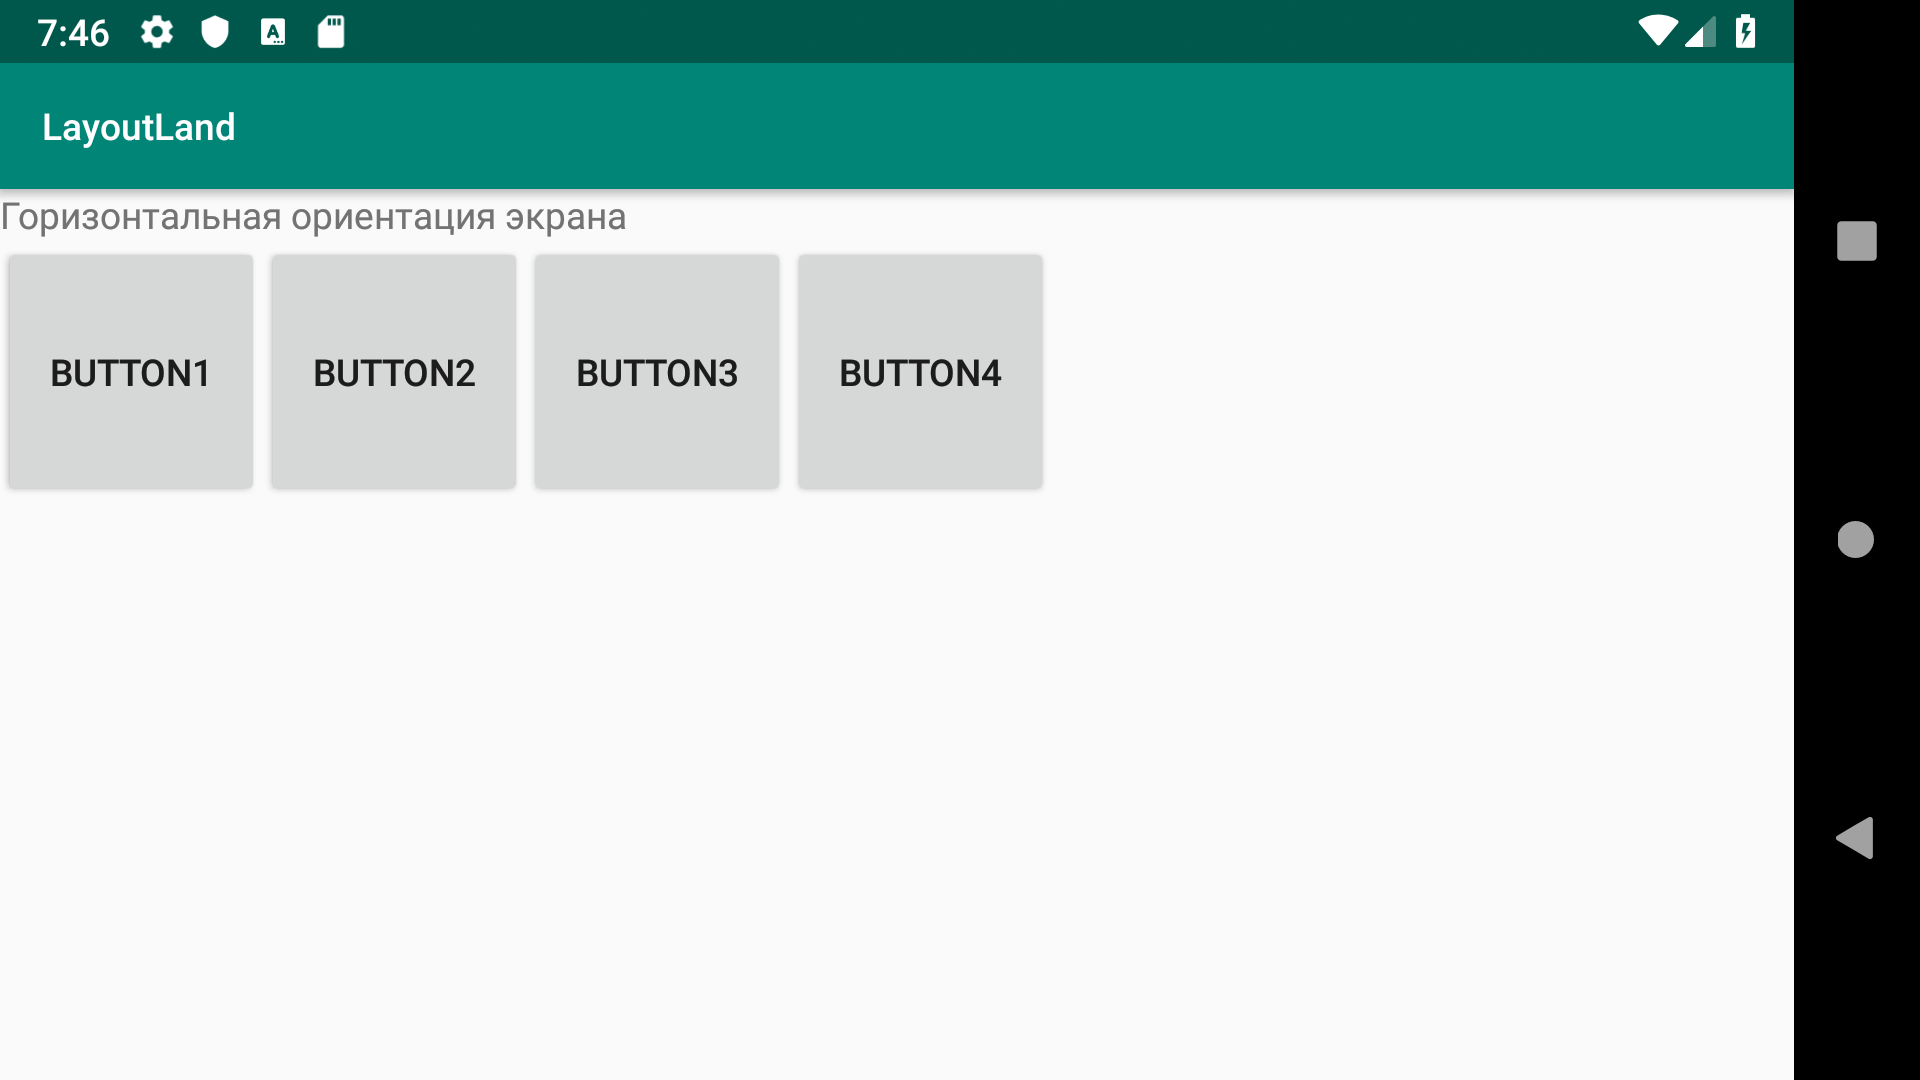 7:46
LayoutLand
Горизонтальная ориентация экрана
BUTTON1 BUTTON2 BUTTON3 BUTTON4